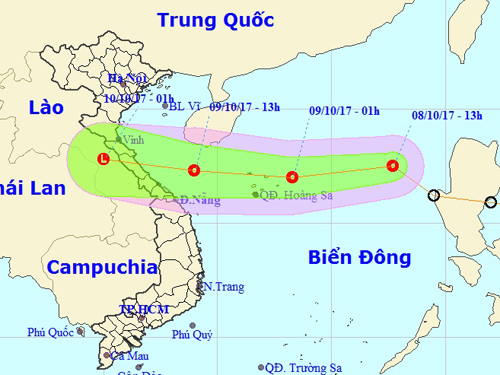 Trung Quốc
Hà Nội
10/10/17 - 01h
BL Vĩ
09/10/17 - 13h
09/10/17 - 01h
08/10/17 - 13h
Lào
Vinh
L
hái Lan
Đ.Nẵng
QĐ. Hoàng Sa
Biển Đông
Campuchia
N.Trang
TP.HCM
Phú Quốc
Phú Quý
Cà Mau
Côn Đảo
QĐ. Trường Sa